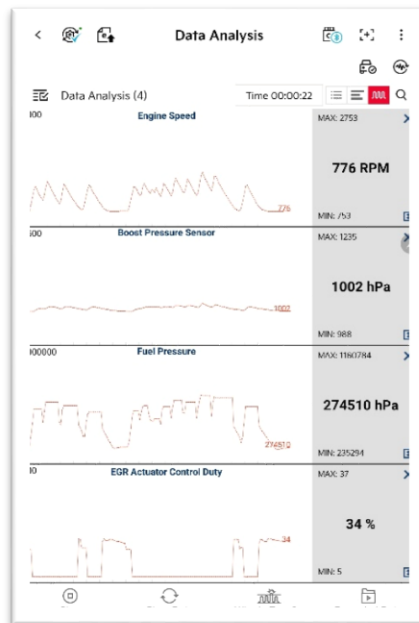 Data Analysis
Data Analysis (4)
Time 00:00:22
Engine Speed
MAX: 2753
776 RPM
776
MIN: 753
Boost Pressure Sensor
MAX: 1235
1002 hPa
1002
MIN: 988
Fuel Pressure
MAX: 1160784
274510 hPa
274510
MIN: 235294
EGR Actuator Control Duty
MAX: 37
34 %
34
MIN: 5